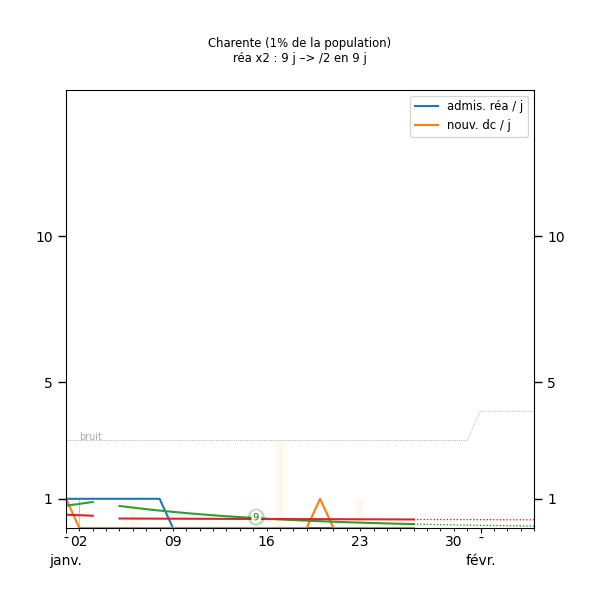 Charente (1% de la population)
réa x2 : 9 j –> /2 en 9 j
admis. réa / j
nouv. dc / j
10
10
5
5
bruit
1
1
9
02
09
16
23
30
janv.
févr.